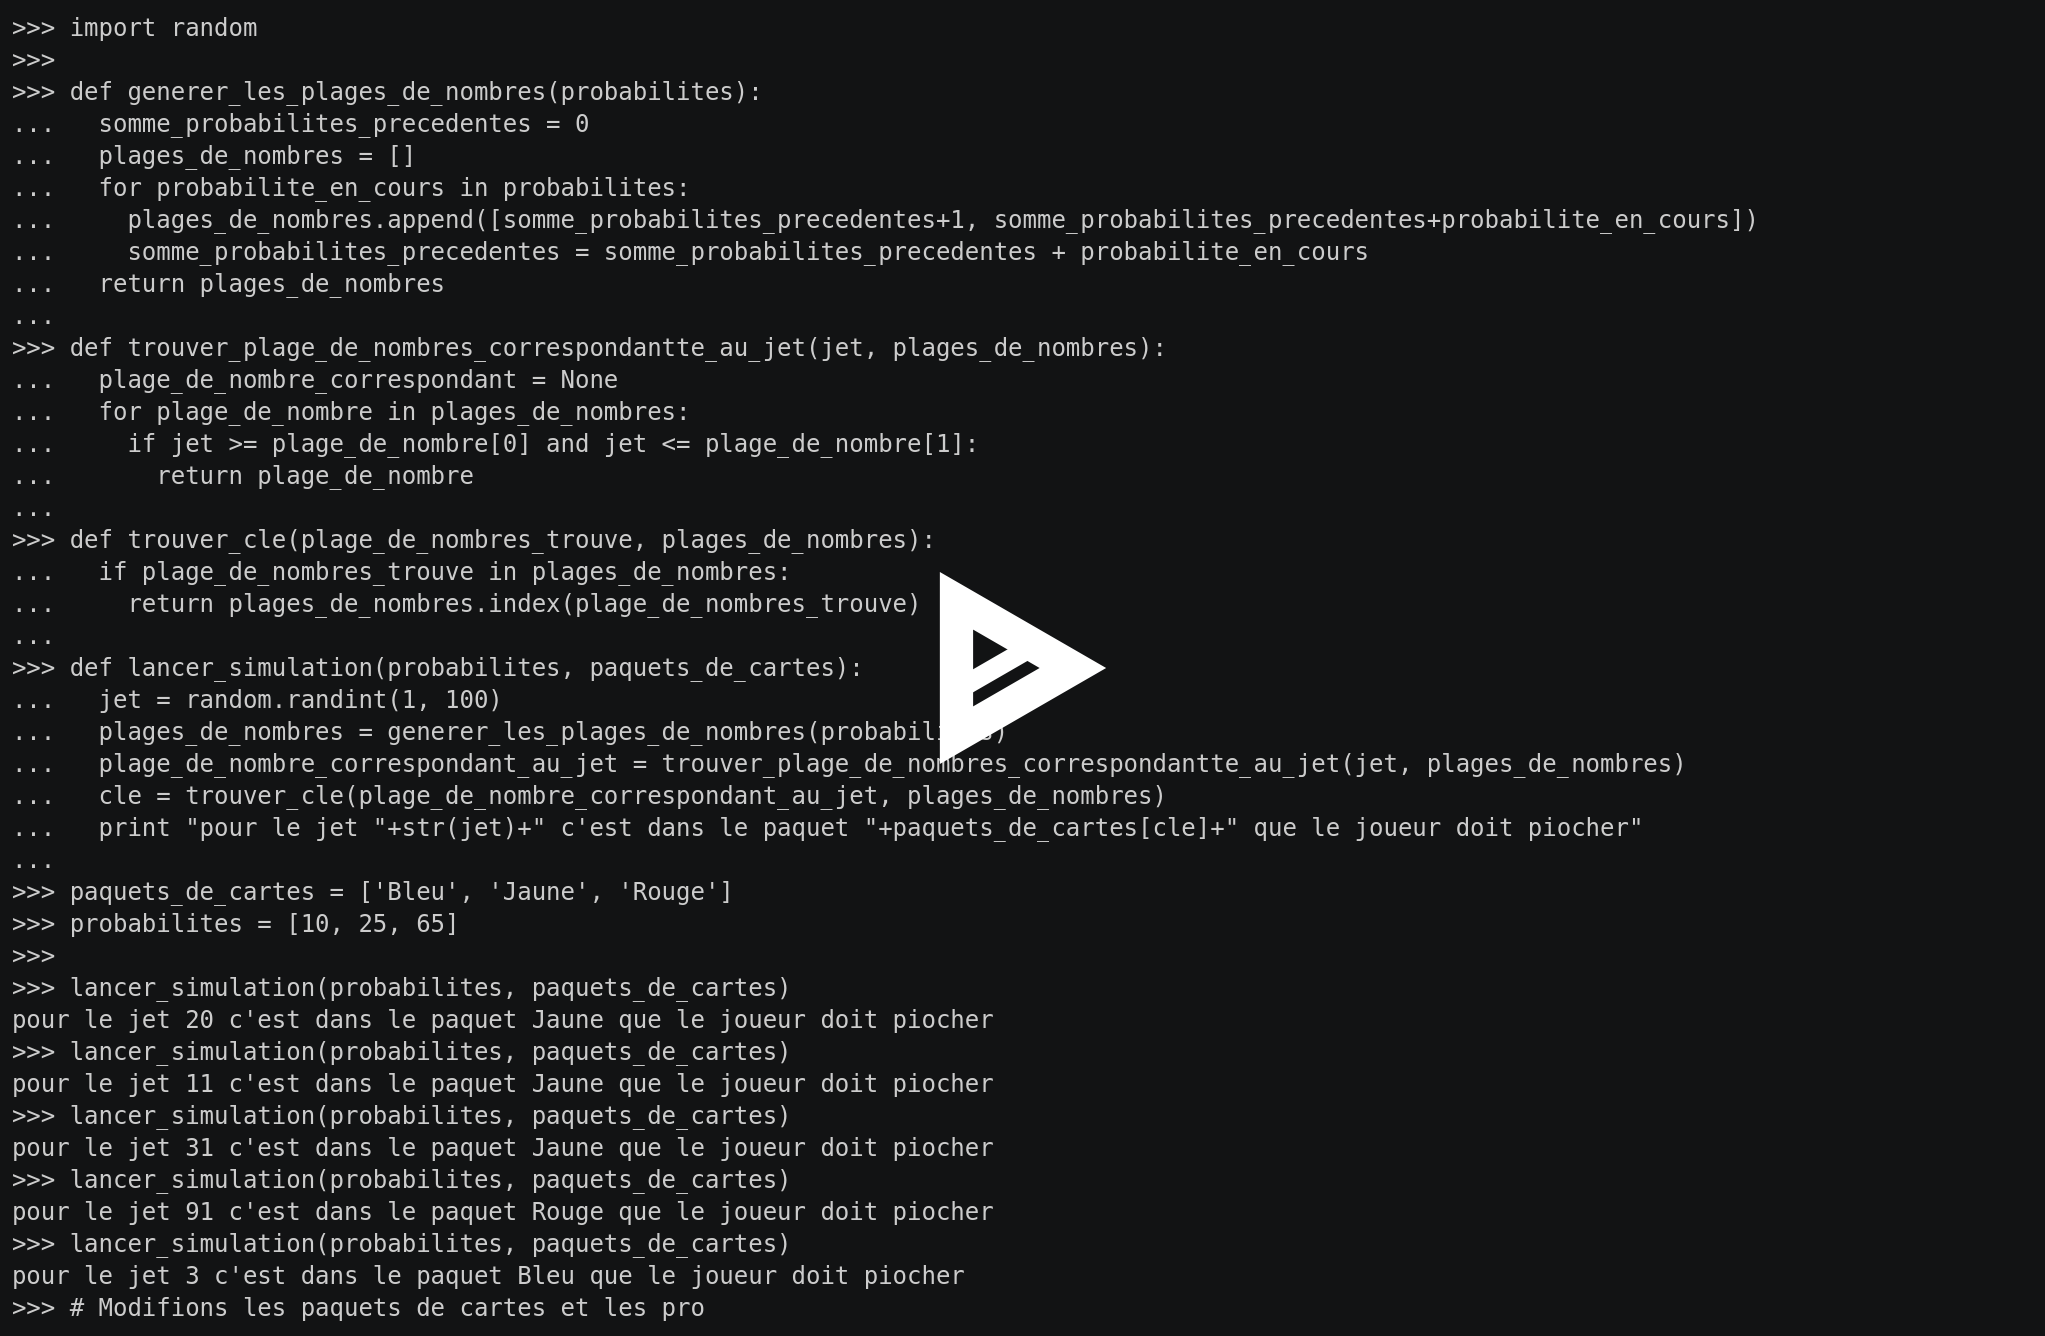 >>> import random
>>>
>>> def generer_les_plages_de_nombres(probabilites):
...   somme_probabilites_precedentes = 0
...   plages_de_nombres = []
...   for probabilite_en_cours in probabilites:
...     plages_de_nombres.append([somme_probabilites_precedentes+1, somme_probabilites_precedentes+probabilite_en_cours])
...     somme_probabilites_precedentes = somme_probabilites_precedentes + probabilite_en_cours
...   return plages_de_nombres
...
>>> def trouver_plage_de_nombres_correspondantte_au_jet(jet, plages_de_nombres):
...   plage_de_nombre_correspondant = None
...   for plage_de_nombre in plages_de_nombres:
...     if jet >= plage_de_nombre[0] and jet <= plage_de_nombre[1]:
...       return plage_de_nombre
...
>>> def trouver_cle(plage_de_nombres_trouve, plages_de_nombres):
...   if plage_de_nombres_trouve in plages_de_nombres:
...     return plages_de_nombres.index(plage_de_nombres_trouve)
...
>>> def lancer_simulation(probabilites, paquets_de_cartes):
...   jet = random.randint(1, 100)
...   plages_de_nombres = generer_les_plages_de_nombres(probabilites)
...   plage_de_nombre_correspondant_au_jet = trouver_plage_de_nombres_correspondantte_au_jet(jet, plages_de_nombres)
...   cle = trouver_cle(plage_de_nombre_correspondant_au_jet, plages_de_nombres)
...   print "pour le jet "+str(jet)+" c'est dans le paquet "+paquets_de_cartes[cle]+" que le joueur doit piocher"
...
>>> paquets_de_cartes = ['Bleu', 'Jaune', 'Rouge']
>>> probabilites = [10, 25, 65]
>>>
>>> lancer_simulation(probabilites, paquets_de_cartes)
pour le jet 20 c'est dans le paquet Jaune que le joueur doit piocher
>>> lancer_simulation(probabilites, paquets_de_cartes)
pour le jet 11 c'est dans le paquet Jaune que le joueur doit piocher
>>> lancer_simulation(probabilites, paquets_de_cartes)
pour le jet 31 c'est dans le paquet Jaune que le joueur doit piocher
>>> lancer_simulation(probabilites, paquets_de_cartes)
pour le jet 91 c'est dans le paquet Rouge que le joueur doit piocher
>>> lancer_simulation(probabilites, paquets_de_cartes)
pour le jet 3 c'est dans le paquet Bleu que le joueur doit piocher
>>> # Modifions les paquets de cartes et les pro